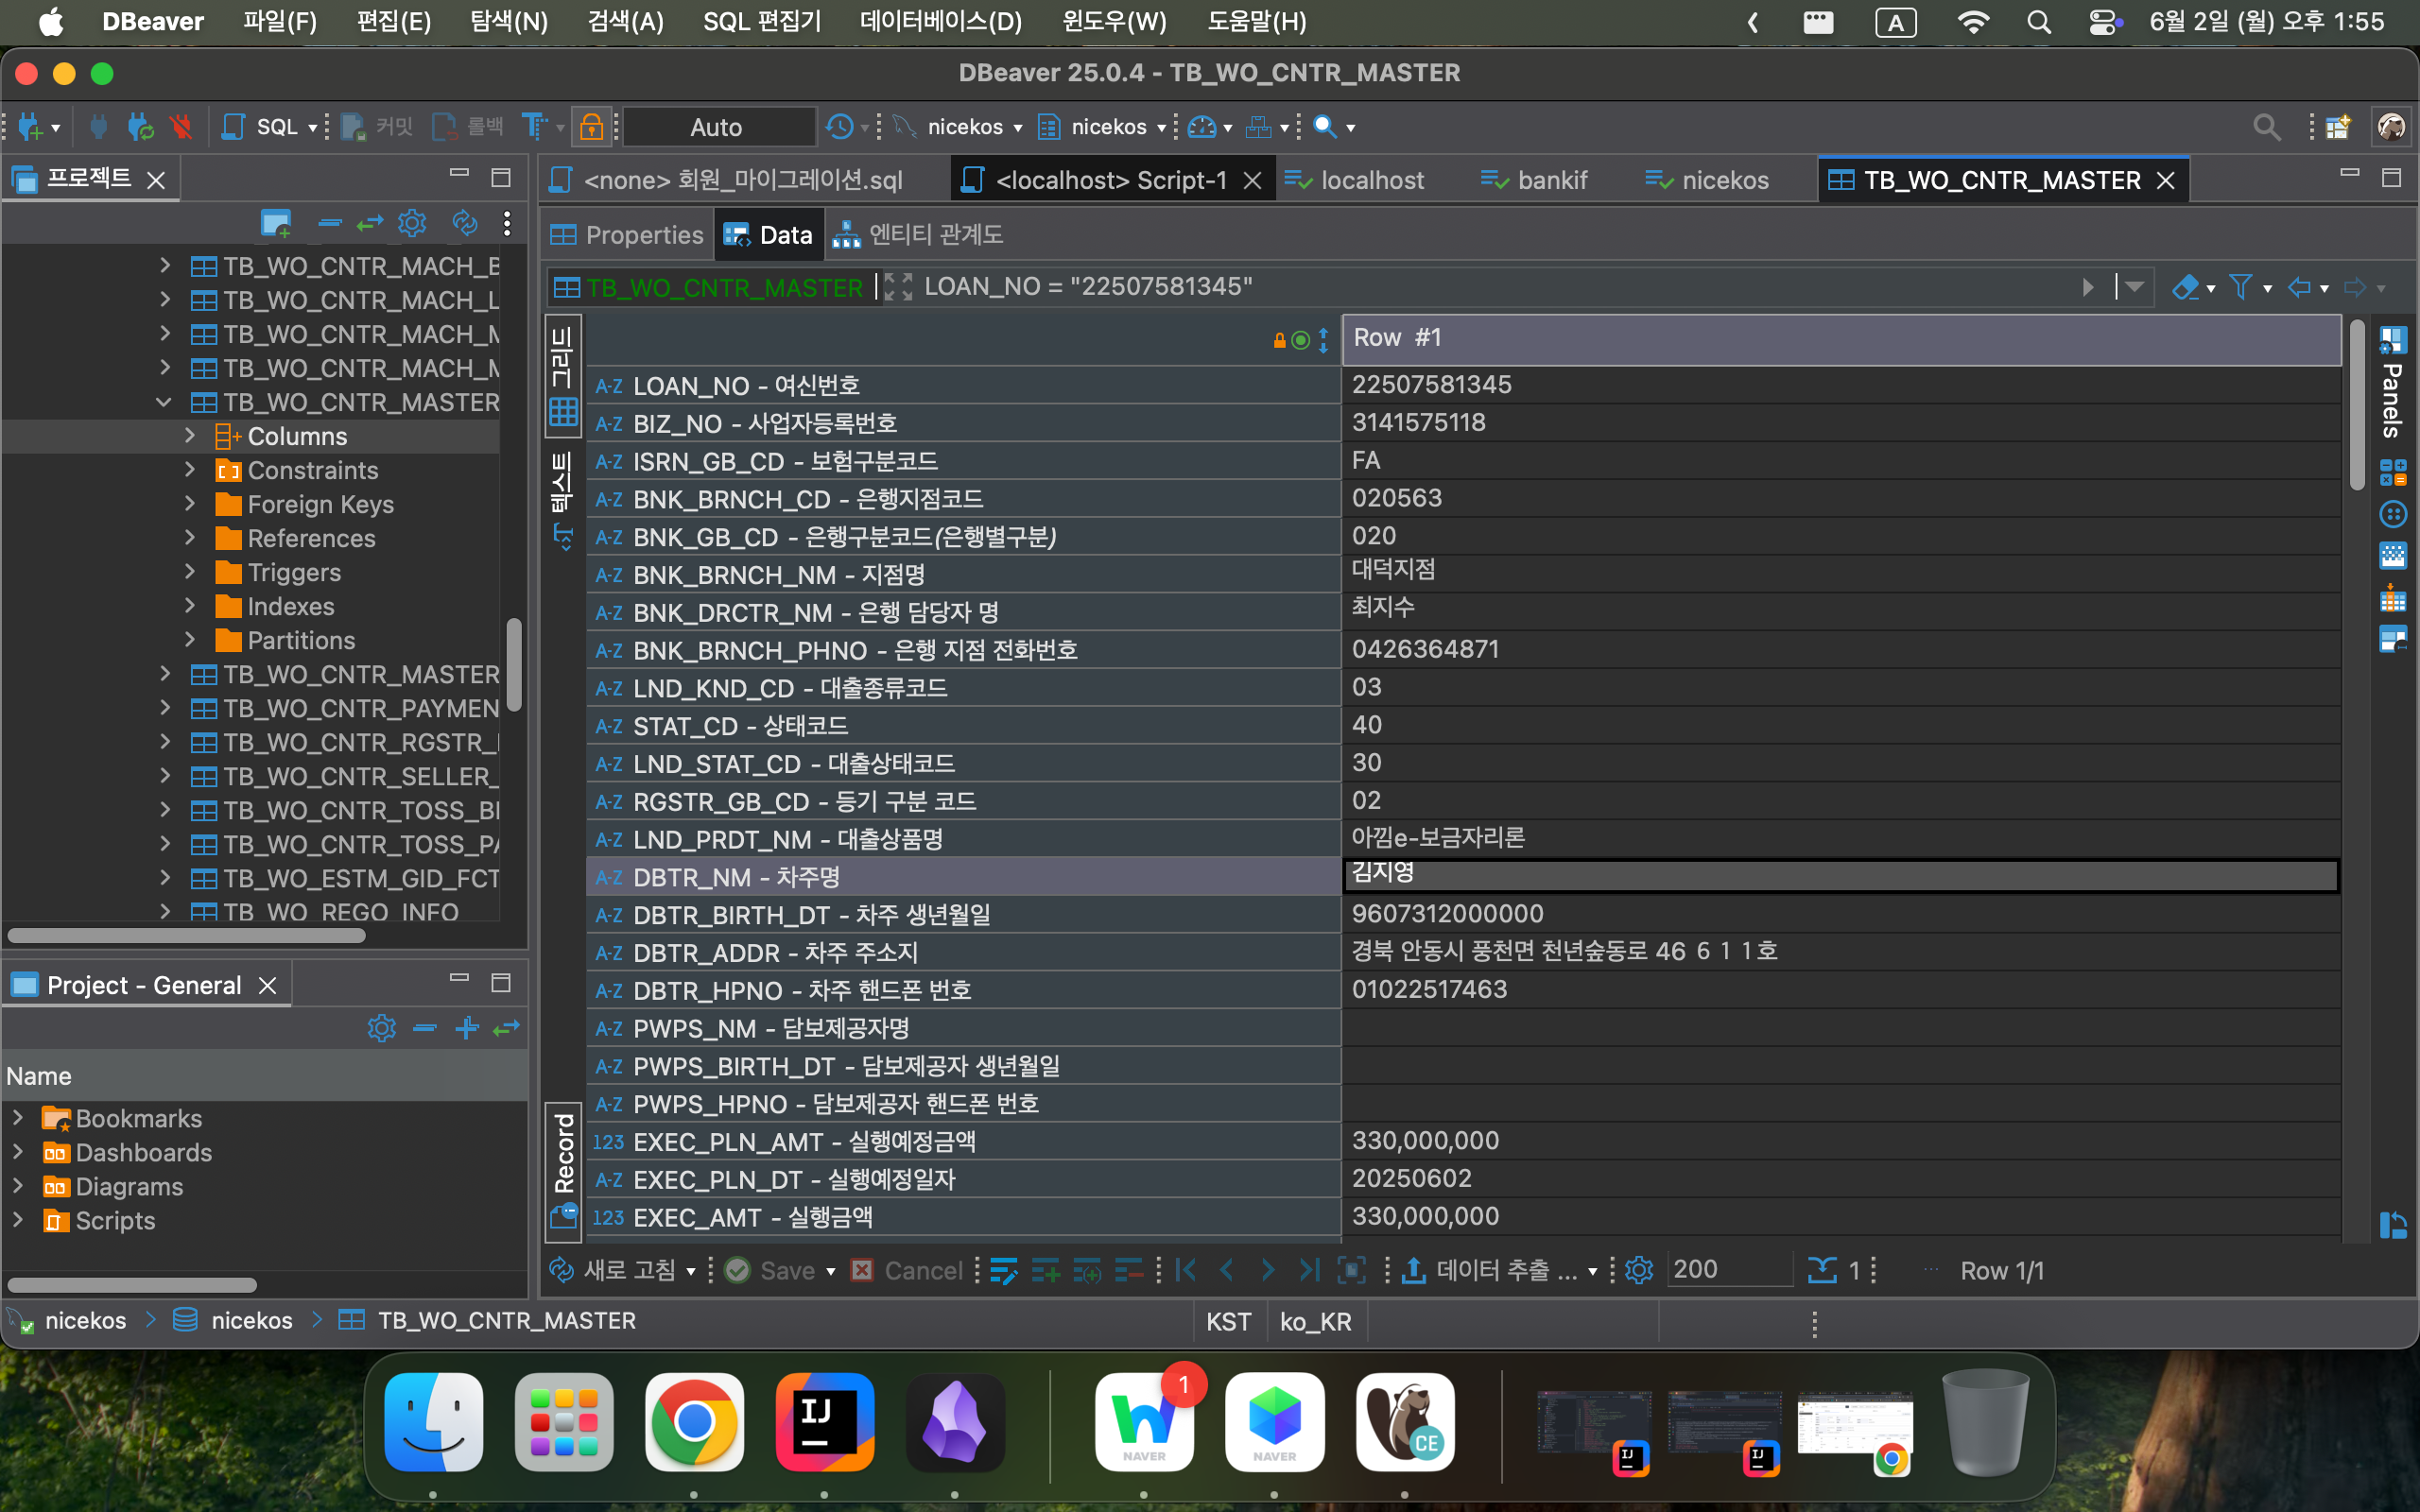 DBeaver 파일(F) 편집(E) 탐색(N) 검색(A) SQL 편집기 데이터베이스(D) 윈도우(W) 도움말(H) A 6월 2일 (월) 오후 1:55
DBeaver 25.0.4 - TB_WO_CNTR_MASTER
SQL 커밋 롤백 Auto nicekos nicekos
프로젝트
<none> 회원_마이그레이션.sql <localhost> Script-1 localhost bankif nicekos TB_WO_CNTR_MASTER
Properties Data 엔티티 관계도
TB_WO_CNTR_MASTER LOAN_NO = "22507581345"
TB_WO_CNTR_MACH_B
TB_WO_CNTR_MACH_L
TB_WO_CNTR_MACH_M
TB_WO_CNTR_MACH_M
TB_WO_CNTR_MASTER
Columns
Constraints
Foreign Keys
References
Triggers
Indexes
Partitions
TB_WO_CNTR_MASTER
TB_WO_CNTR_PAYMEN
TB_WO_CNTR_RGSTR_
TB_WO_CNTR_SELLER_
TB_WO_CNTR_TOSS_B
TB_WO_CNTR_TOSS_PA
TB_WO_ESTM_GID_FCT
TB_WO_REGO_INFO
Project - General
Name
Bookmarks
Dashboards
Diagrams
Scripts
그리드
텍스트
Record
Row #1
A-Z LOAN_NO - 여신번호 22507581345
A-Z BIZ_NO - 사업자등록번호 3141575118
A-Z ISRN_GB_CD - 보험구분코드 FA
A-Z BNK_BRNCH_CD - 은행지점코드 020563
A-Z BNK_GB_CD - 은행구분코드(은행별구분) 020
A-Z BNK_BRNCH_NM - 지점명 대덕지점
A-Z BNK_DRCTR_NM - 은행 담당자 명 최지수
A-Z BNK_BRNCH_PHNO - 은행 지점 전화번호 0426364871
A-Z LND_KND_CD - 대출종류코드 03
A-Z STAT_CD - 상태코드 40
A-Z LND_STAT_CD - 대출상태코드 30
A-Z RGSTR_GB_CD - 등기 구분 코드 02
A-Z LND_PRDT_NM - 대출상품명 아낌e-보금자리론
A-Z DBTR_NM - 차주명 김지영
A-Z DBTR_BIRTH_DT - 차주 생년월일 9607312000000
A-Z DBTR_ADDR - 차주 주소지 경북 안동시 풍천면 천년숲동로 46 ６１１호
A-Z DBTR_HPNO - 차주 핸드폰 번호 01022517463
A-Z PWPS_NM - 담보제공자명
A-Z PWPS_BIRTH_DT - 담보제공자 생년월일
A-Z PWPS_HPNO - 담보제공자 핸드폰 번호
123 EXEC_PLN_AMT - 실행예정금액 330,000,000
A-Z EXEC_PLN_DT - 실행예정일자 20250602
123 EXEC_AMT - 실행금액 330,000,000
Panels
새로 고침 Save Cancel 데이터 추출 ... 200 1 Row 1/1
nicekos nicekos TB_WO_CNTR_MASTER KST ko_KR
IJ
NAVER 1
NAVER
CE
IJ
IJ